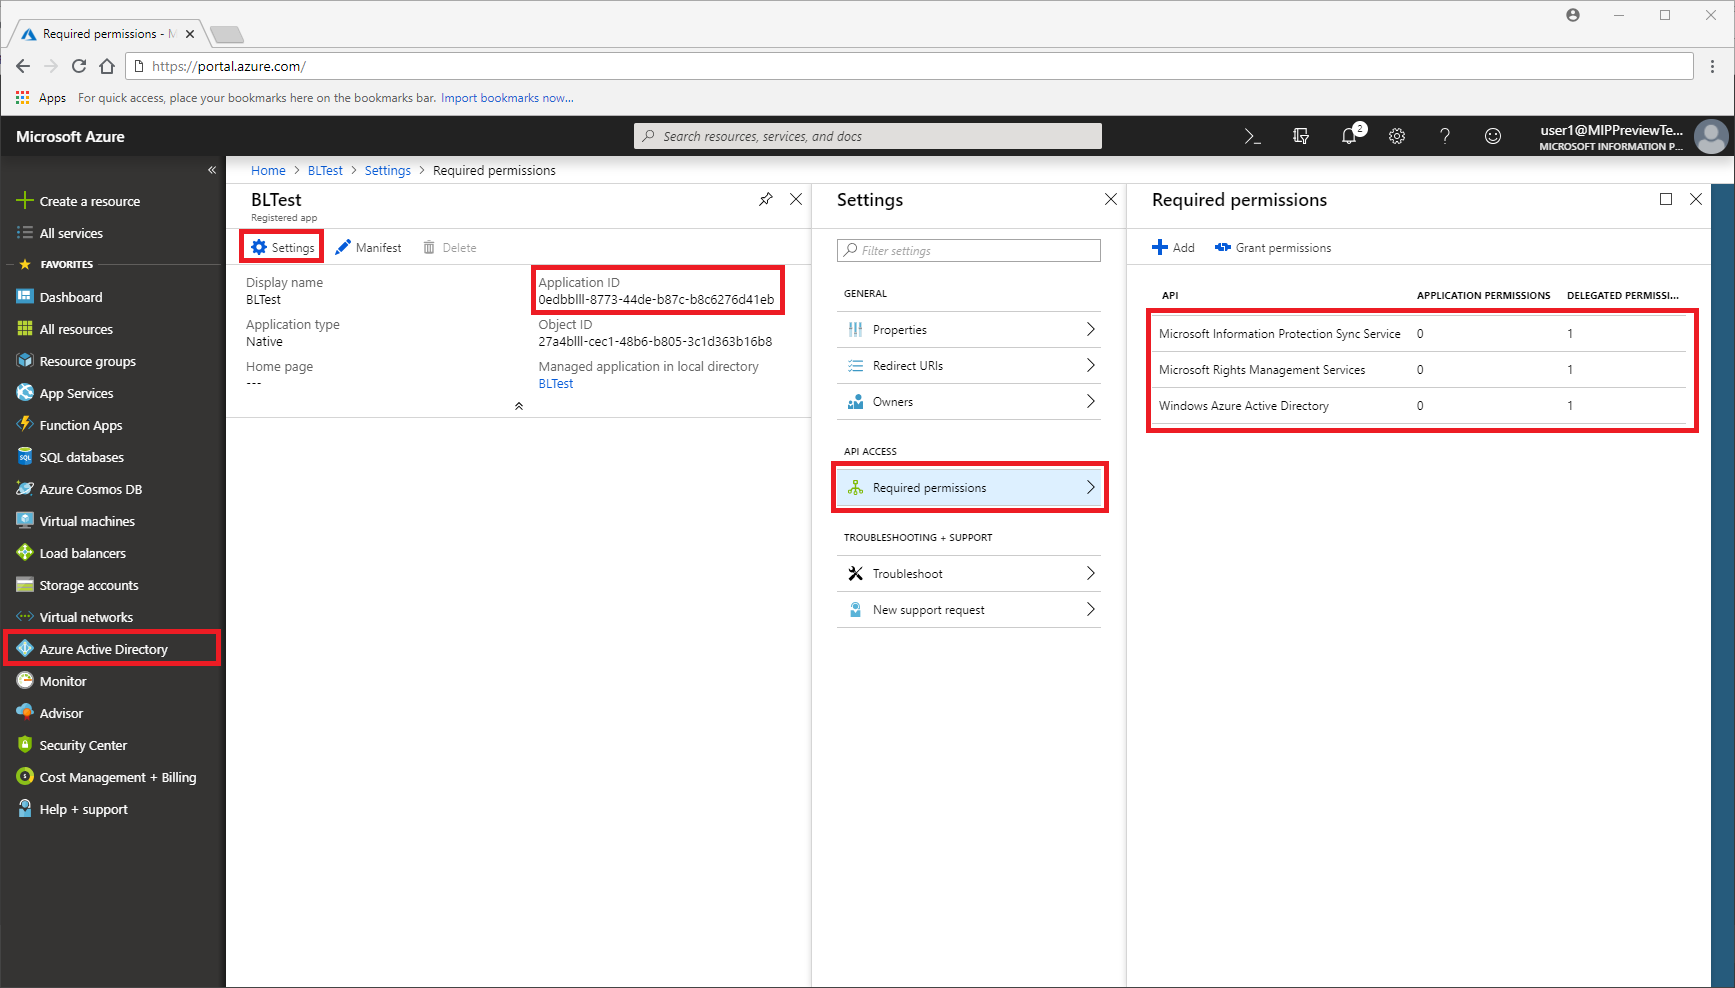 Required permissions - M
https://portal.azure.com/
Apps For quick access, place your bookmarks here on the bookmarks bar. Import bookmarks now...
Microsoft Azure
Search resources, services, and docs
2
user1@MIPPreviewTe...
MICROSOFT INFORMATION P...
Create a resource
All services
FAVORITES
Dashboard
All resources
Resource groups
App Services
Function Apps
SQL databases
Azure Cosmos DB
Virtual machines
Load balancers
Storage accounts
Virtual networks
Azure Active Directory
Monitor
Advisor
Security Center
Cost Management + Billing
Help + support
Home > BLTest > Settings > Required permissions
BLTest
Registered app
Settings Manifest Delete
Display name
BLTest
Application type
Native
Home page
---
Application ID
0edbblll-8773-44de-b87c-b8c6276d41eb
Object ID
27a4blll-cec1-48b6-b805-3c1d363b16b8
Managed application in local directory
BLTest
Settings
Filter settings
GENERAL
Properties
Redirect URIs
Owners
API ACCESS
Required permissions
TROUBLESHOOTING + SUPPORT
Troubleshoot
New support request
Required permissions
Add Grant permissions
API APPLICATION PERMISSIONS DELEGATED PERMISSI...
Microsoft Information Protection Sync Service 0 1
Microsoft Rights Management Services 0 1
Windows Azure Active Directory 0 1